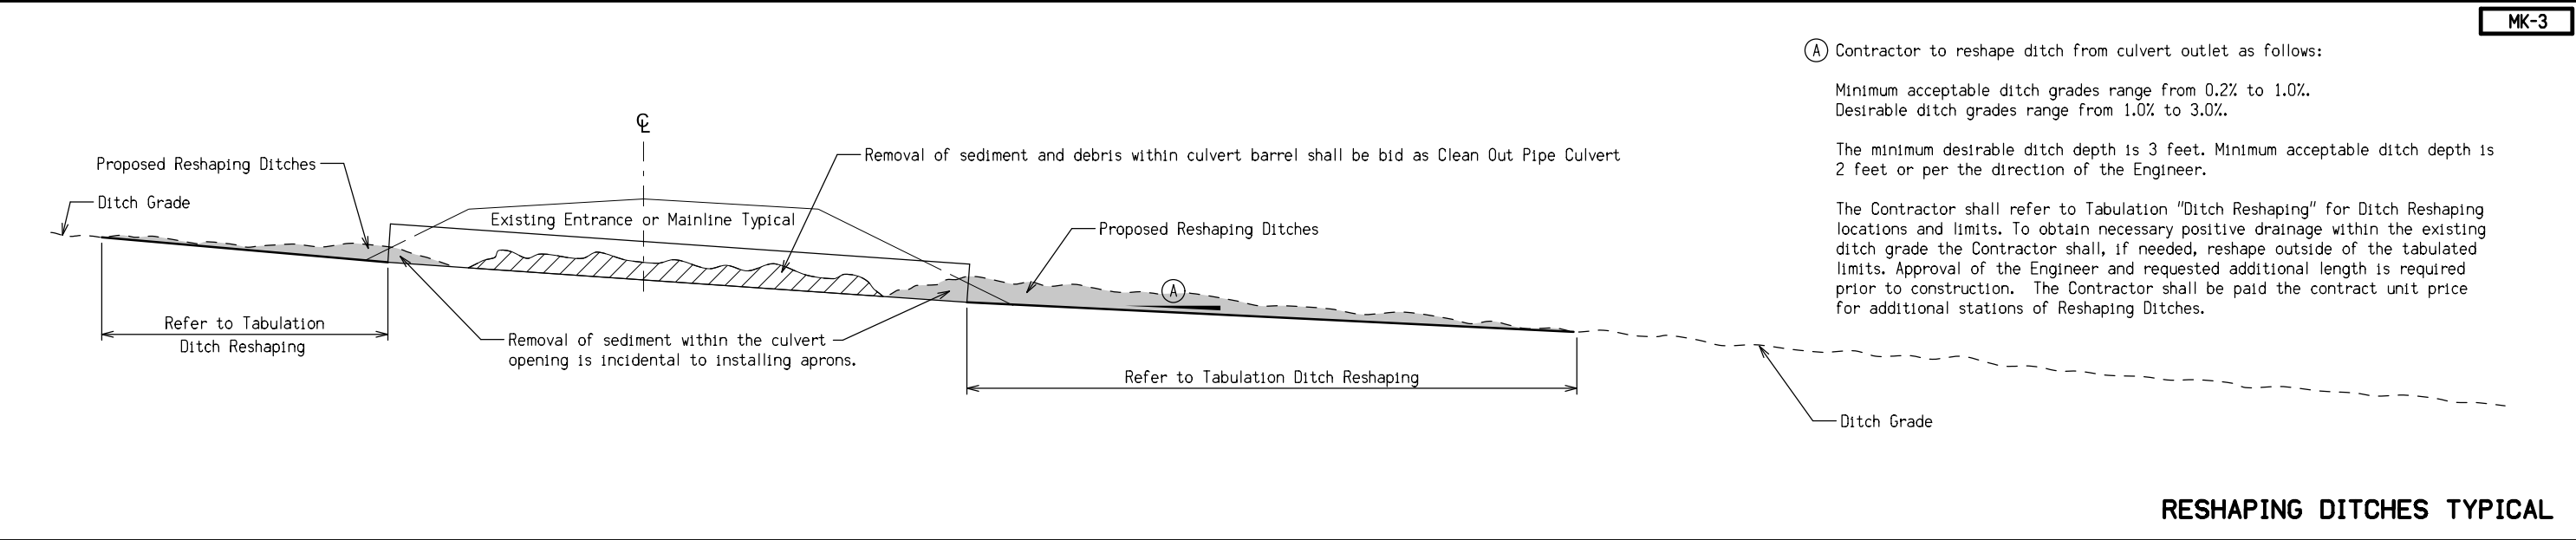 MK-3
Ⓐ Contractor to reshape ditch from culvert outlet as follows:
Minimum acceptable ditch grades range from 0.2% to 1.0%.
Desirable ditch grades range from 1.0% to 3.0%.
The minimum desirable ditch depth is 3 feet. Minimum acceptable ditch depth is
2 feet or per the direction of the Engineer.
The Contractor shall refer to Tabulation "Ditch Reshaping" for Ditch Reshaping
locations and limits. To obtain necessary positive drainage within the existing
ditch grade the Contractor shall, if needed, reshape outside of the tabulated
limits. Approval of the Engineer and requested additional length is required
prior to construction. The Contractor shall be paid the contract unit price
for additional stations of Reshaping Ditches.
℄
Proposed Reshaping Ditches
Removal of sediment and debris within culvert barrel shall be bid as Clean Out Pipe Culvert
Ditch Grade
Existing Entrance or Mainline Typical
Proposed Reshaping Ditches
Ⓐ
Refer to Tabulation
Ditch Reshaping
Removal of sediment within the culvert
opening is incidental to installing aprons.
Refer to Tabulation Ditch Reshaping
Ditch Grade
RESHAPING DITCHES TYPICAL